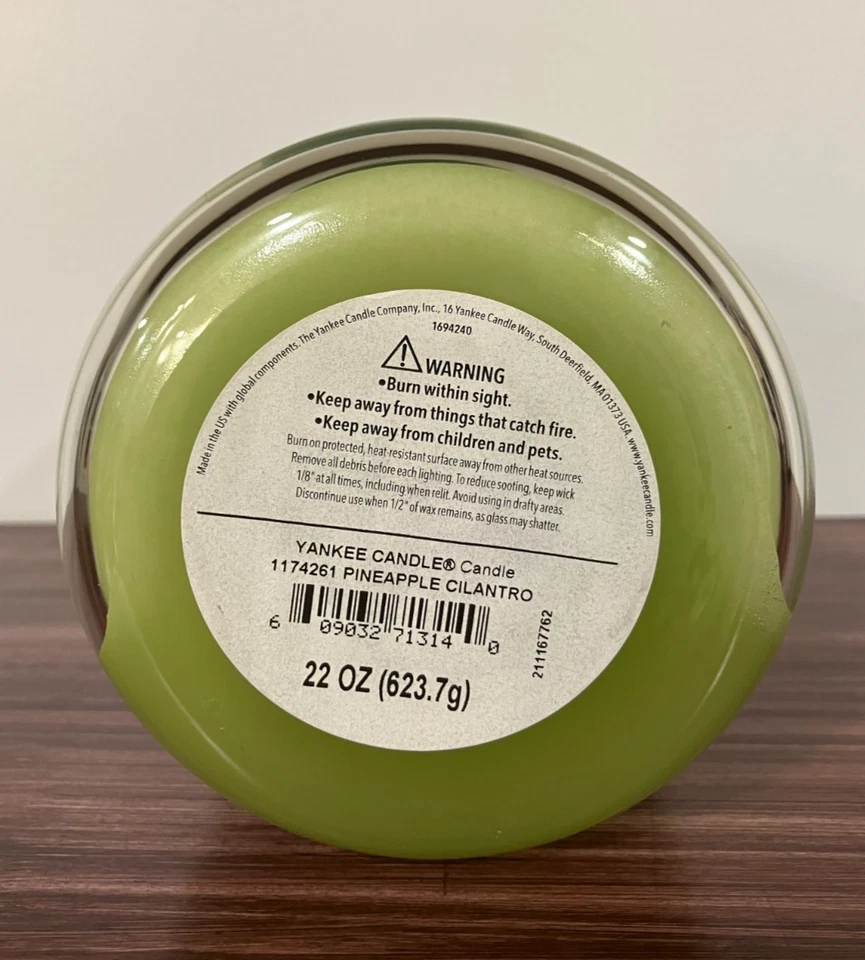 Made in the US with global components. The Yankee Candle Company, Inc., 16 Yankee Candle Way, South Deerfield, MA 01373 USA. www.yankeecandle.com
1694240
WARNING
•Burn within sight.
•Keep away from things that catch fire.
•Keep away from children and pets.
Burn on protected, heat-resistant surface away from other heat sources.
Remove all debris before each lighting. To reduce sooting, keep wick
1/8" at all times, including when relit. Avoid using in drafty areas.
Discontinue use when 1/2" of wax remains, as glass may shatter.
YANKEE CANDLE® Candle
1174261 PINEAPPLE CILANTRO
6 09032 71314 0
211167762
22 OZ (623.7g)